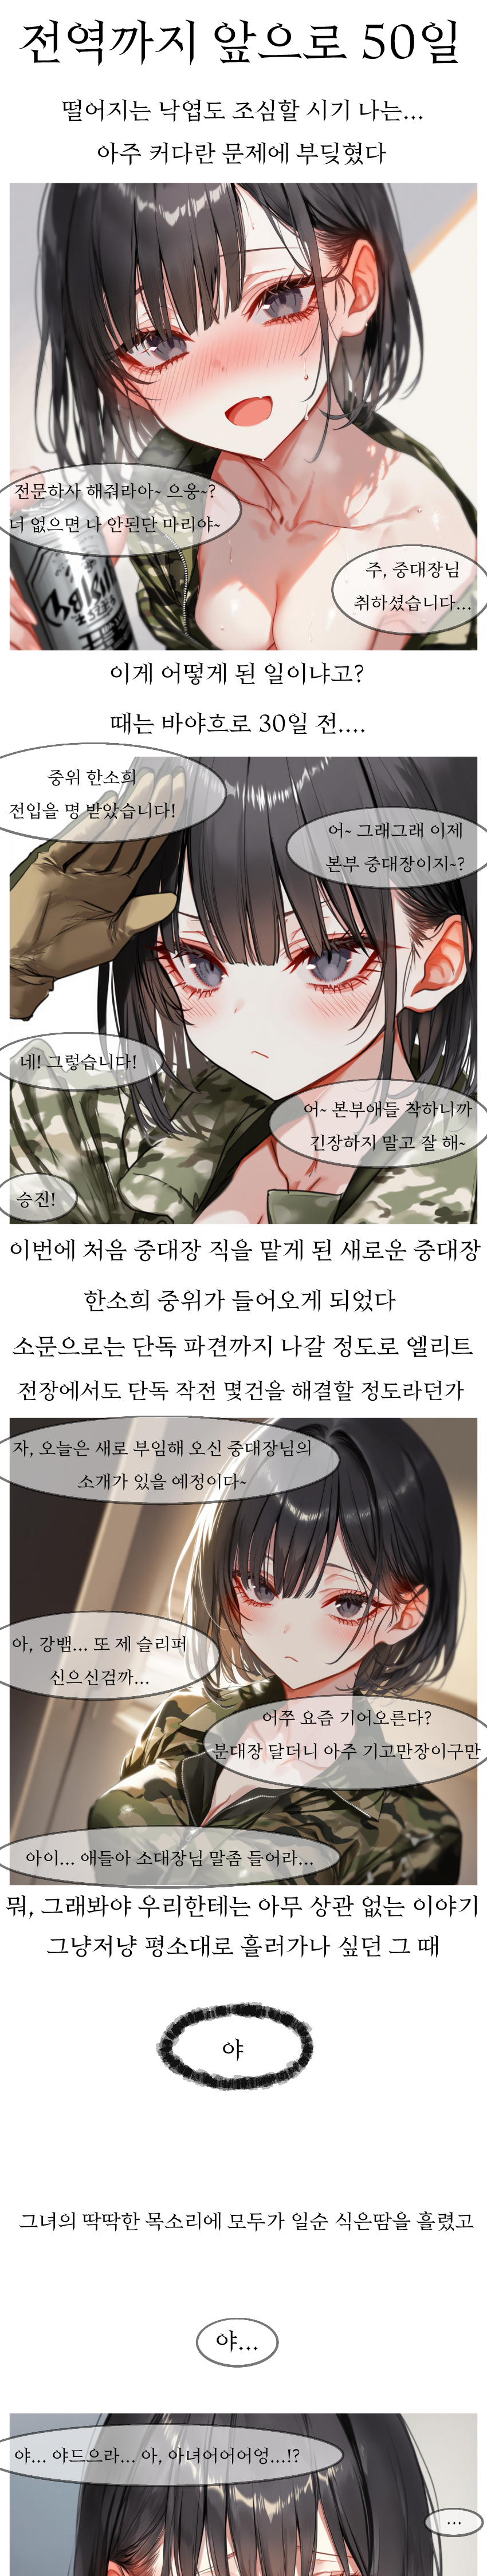 전역까지 앞으로 50일
떨어지는 낙엽도 조심할 시기 나는...
아주 커다란 문제에 부딪혔다
전문하사 해줘라아~ 으응~?
니 없으면 나 안된단 마리야~
주, 중대장님
취하셨습니다...
이게 어떻게 된 일이냐고?
때는 바야흐로 30일 전....
중위 한소희
전입을 명 받았습니다!
어~ 그래그래 이제
본부 중대장이지~?
네! 그렇습니다!
어~ 본부애들 착하니까
긴장하지 말고 잘 해~
승진!
이번에 처음 중대장 직을 맡게 된 새로운 중대장
한소희 중위가 들어오게 되었다
소문으로는 단독 파견까지 나갈 정도로 엘리트
전장에서도 단독 작전 몇건을 해결할 정도라던가
자, 오늘은 새로 부임해 오신 중대장님의
소개가 있을 예정이다~
아, 강뱀... 또 제 슬리퍼
신으신검까...
어쭈 요즘 기어오른다?
분대장 달더니 아주 기고만장이구만
아이... 애들아 소대장님 말좀 들어라...
뭐, 그래봐야 우리한테는 아무 상관 없는 이야기
그냥저냥 평소대로 흘러가나 싶던 그 때
야
그녀의 딱딱한 목소리에 모두가 일순 식은땀을 흘렸고
야...
야... 야드으라... 아, 아녀어어어엉...!?
...